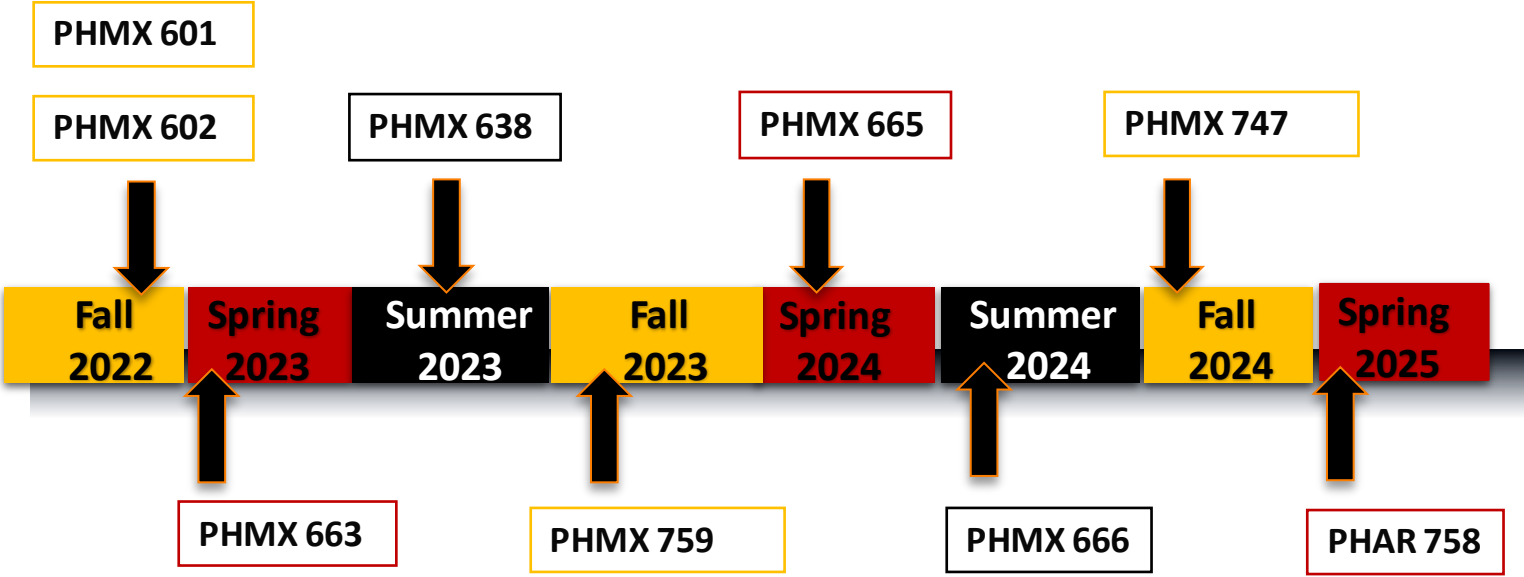 PHMX 601
PHMX 602
PHMX 638
PHMX 665
PHMX 747
Fall
2022
Spring
2023
Summer
2023
Fall
2023
Spring
2024
Summer
2024
Fall
2024
Spring
2025
PHMX 663
PHMX 759
PHMX 666
PHAR 758